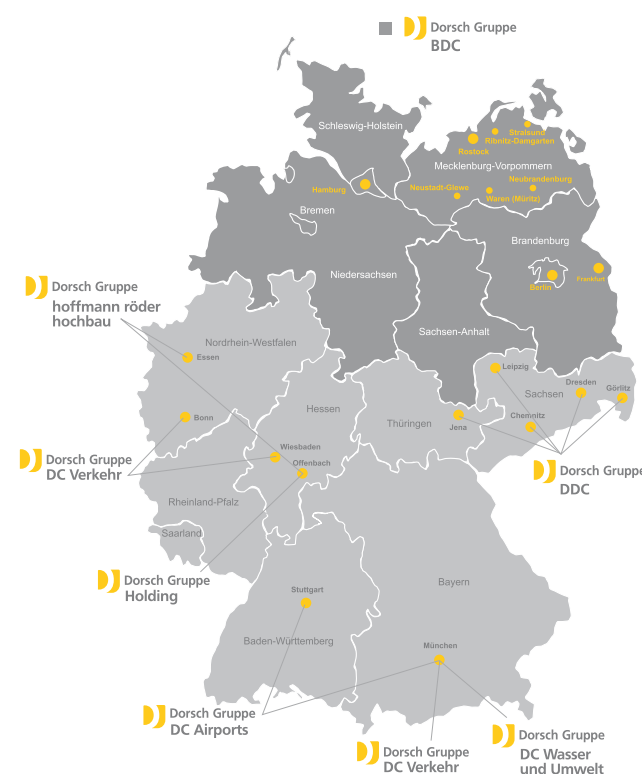 Dorsch Gruppe
BDC
Schleswig-Holstein
Stralsund
Ribnitz-Damgarten
Rostock
Mecklenburg-Vorpommern
Hamburg
Neubrandenburg
Neustadt-Glewe
Waren (Müritz)
Bremen
Brandenburg
Niedersachsen
Berlin
Frankfurt
Dorsch Gruppe
hoffmann röder
hochbau
Sachsen-Anhalt
Nordrhein-Westfalen
Essen
Leipzig
Dresden
Görlitz
Sachsen
Hessen
Bonn
Thüringen
Jena
Chemnitz
Wiesbaden
Offenbach
Dorsch Gruppe
DC Verkehr
Dorsch Gruppe
DDC
Rheinland-Pfalz
Saarland
Dorsch Gruppe
Holding
Stuttgart
Bayern
Baden-Württemberg
München
Dorsch Gruppe
DC Airports
Dorsch Gruppe
DC Verkehr
Dorsch Gruppe
DC Wasser
und Umwelt